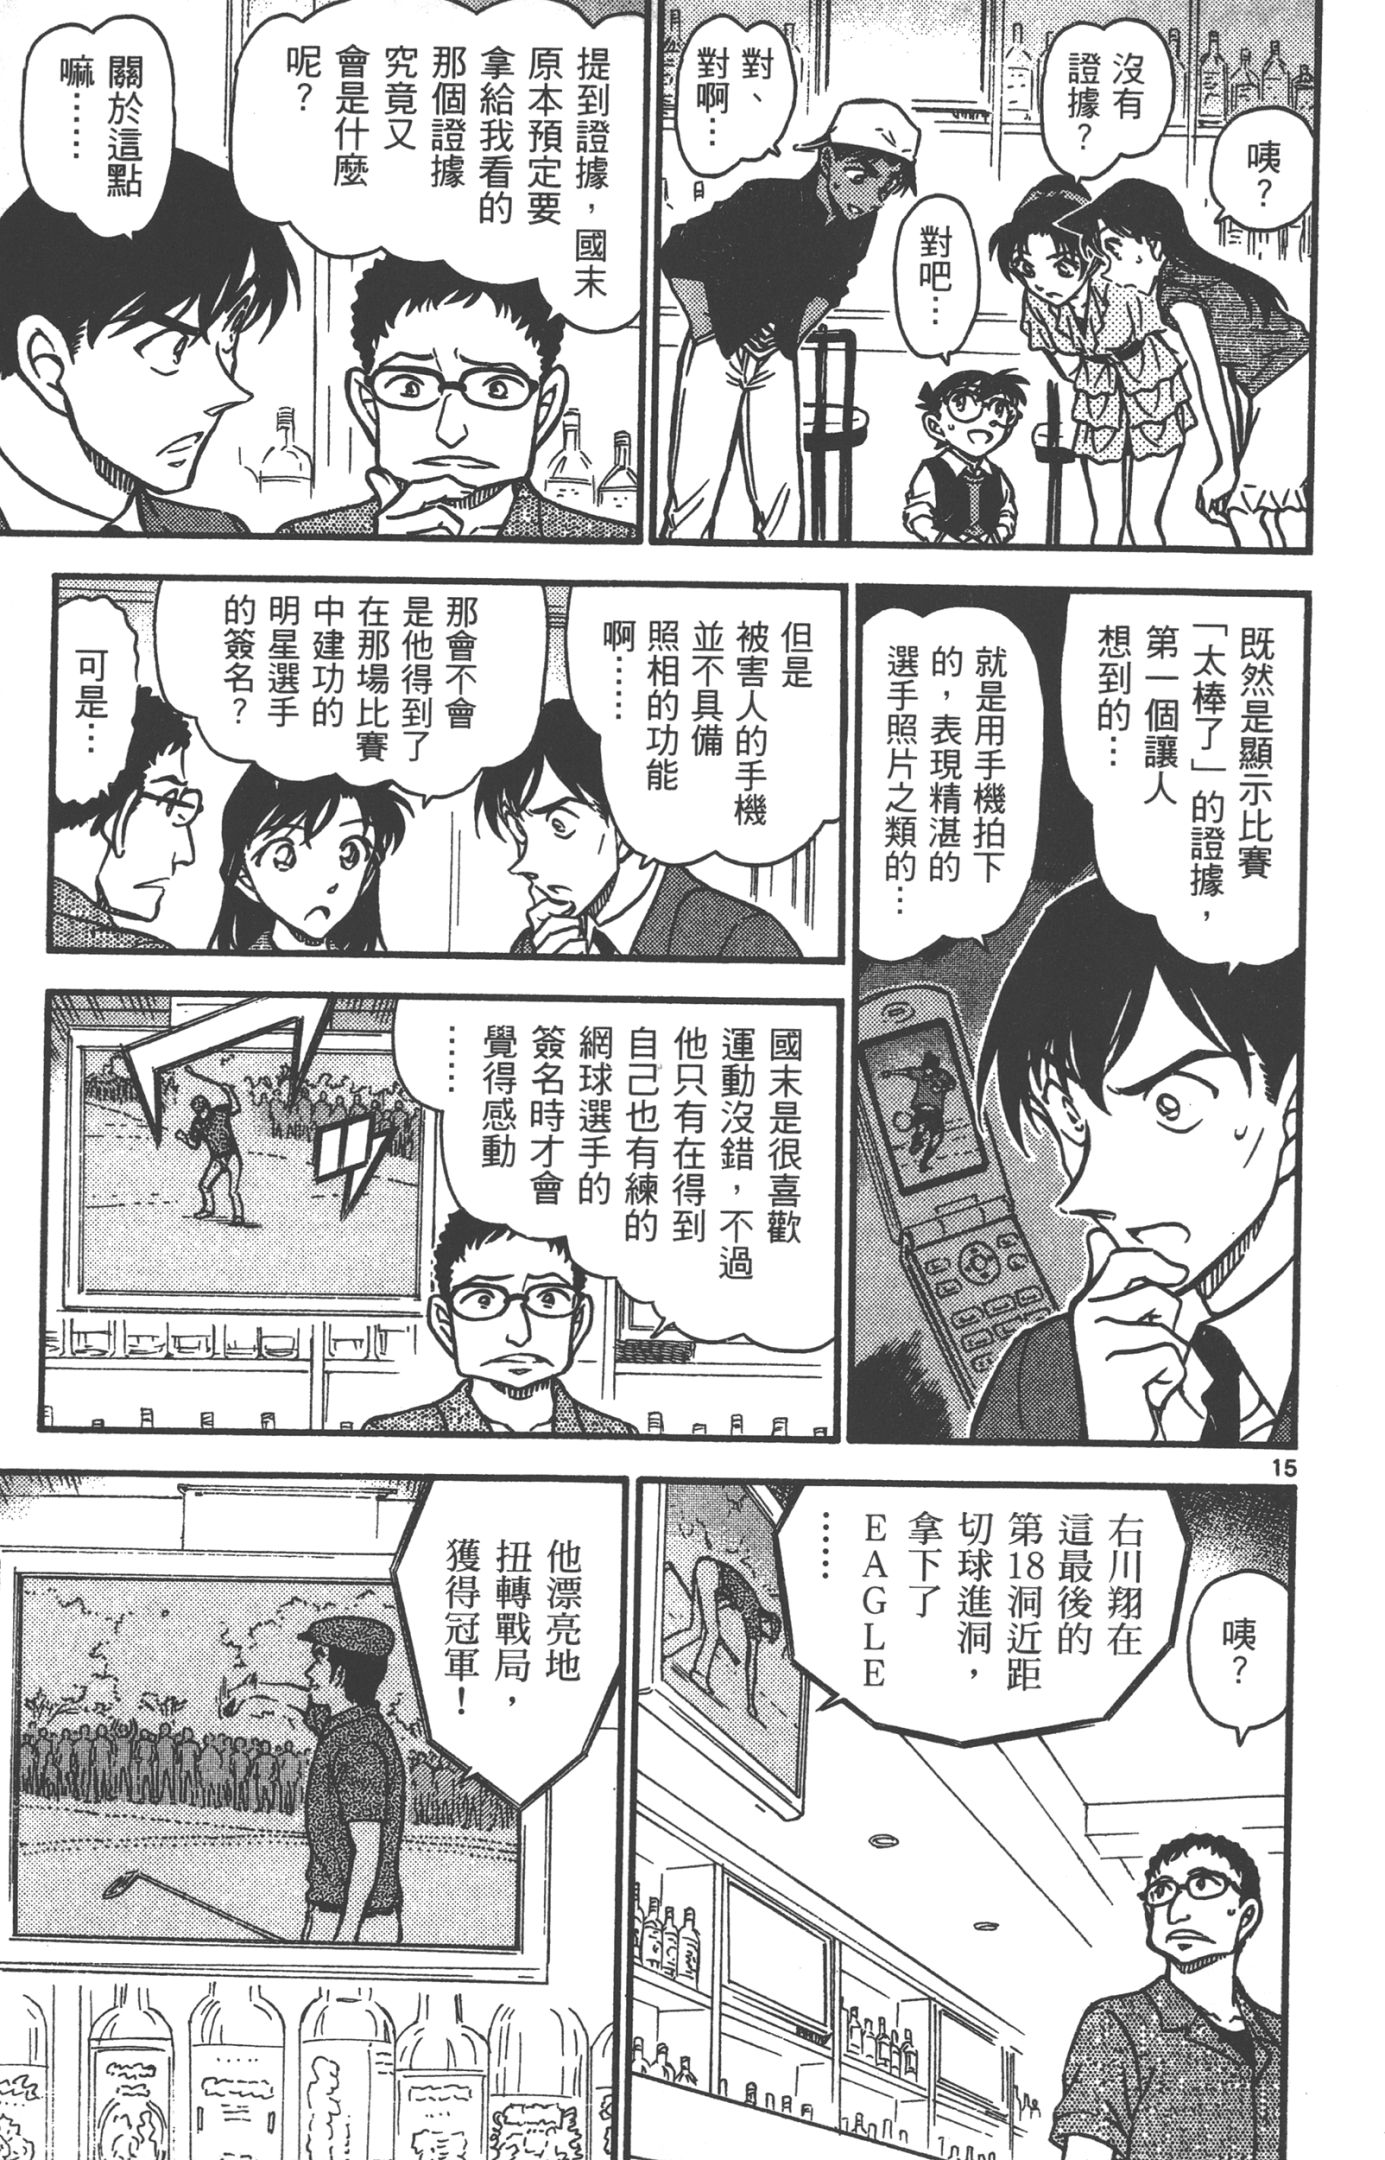 咦？
沒有
證據？
對吧…
對、
對啊…
提到證據，國末
原本預定要
拿給我看的
那個證據
究竟又
會是什麼
呢？
關於這點
嘛……
既然是顯示比賽
「太棒了」的證據，
第一個讓人
想到的…
就是用手機拍下
的，表現精湛的
選手照片之類的…
但是
被害人的手機
並不具備
照相的功能
啊……
那會不會
是他得到了
在那場比賽
中建功的
明星選手
的簽名？
可是…
國末是很喜歡
運動沒錯，不過
他只有在得到
自己也有練的
網球選手的
簽名時才會
覺得感動
……
15
咦？
右川翔在
這最後的
第18洞近距
切球進洞，
拿下了
EAGLE
……
他漂亮地
扭轉戰局，
獲得冠軍！